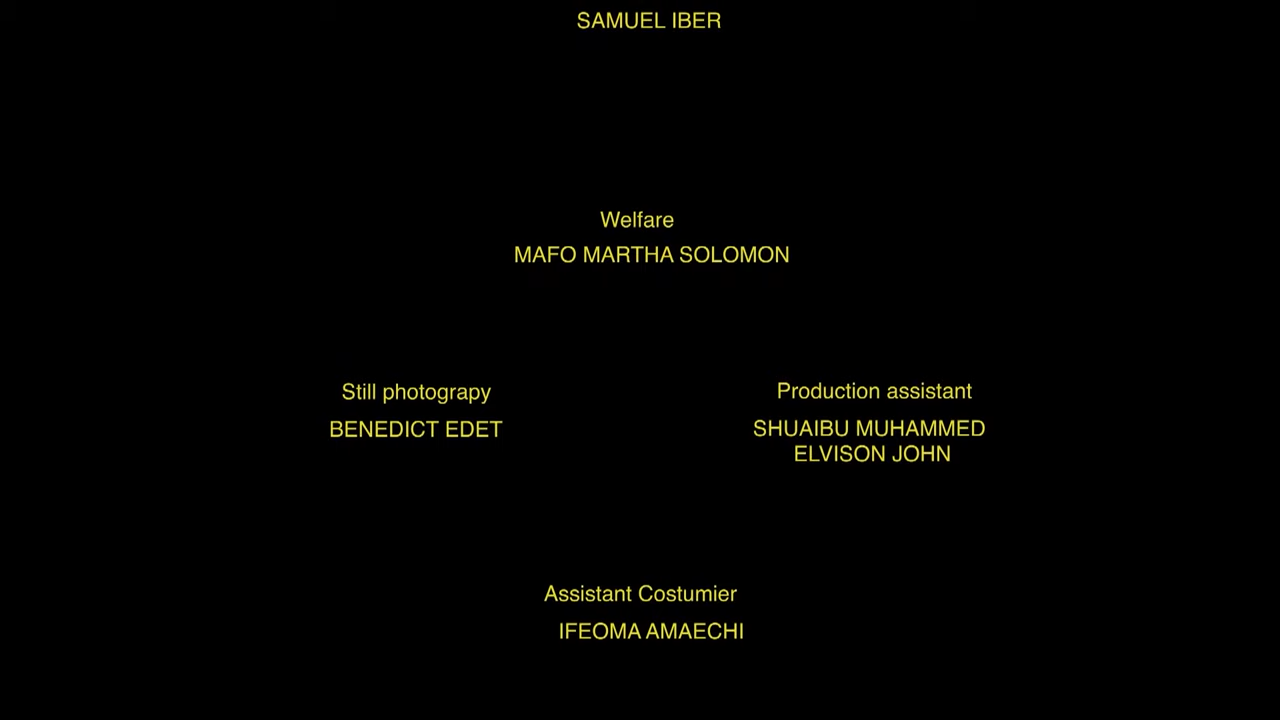 SAMUEL IBER
Welfare
MAFO MARTHA SOLOMON
Still photograpy
BENEDICT EDET
Production assistant
SHUAIBU MUHAMMED
ELVISON JOHN
Assistant Costumier
IFEOMA AMAECHI